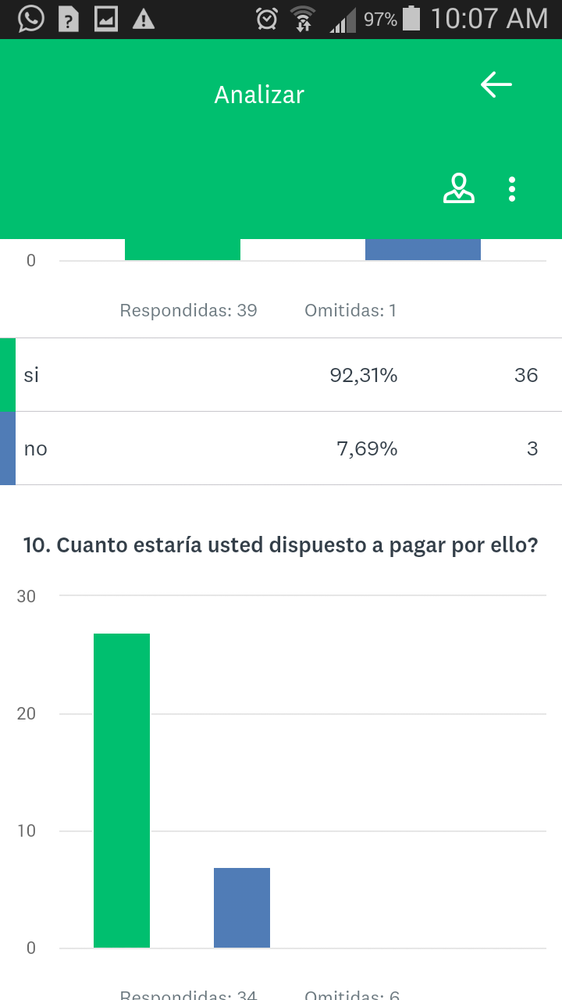 97% 10:07 AM
Analizar
0
Respondidas: 39 Omitidas: 1
si 92,31% 36
no 7,69% 3
10. Cuanto estaría usted dispuesto a pagar por ello?
30
20
10
0
Respondidas: 34 Omitidas: 6